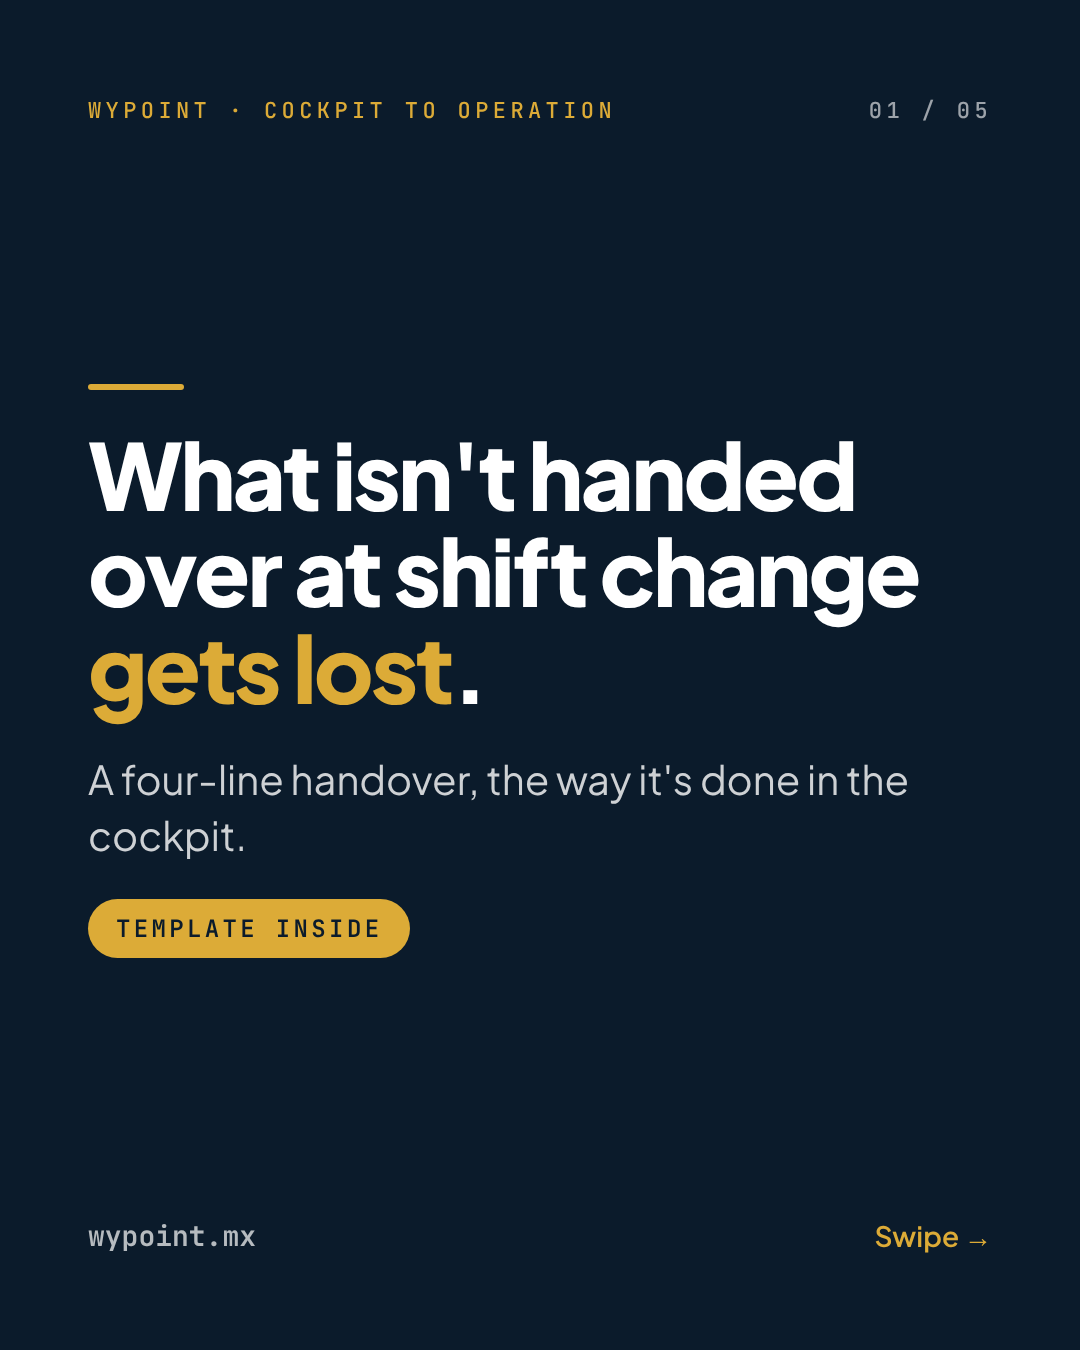 WYPOINT · COCKPIT TO OPERATION
01 / 05
What isn't handed
over at shift change
gets lost.
A four-line handover, the way it's done in the
cockpit.
TEMPLATE INSIDE
wypoint.mx
Swipe →